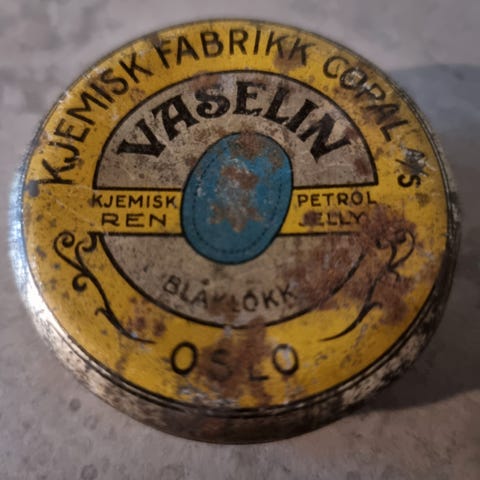 KJEMISK FABRIKK COPAL A/S
VASELIN
KJEMISK
REN
PETROL
JELLY
BLÅKLOKK
OSLO